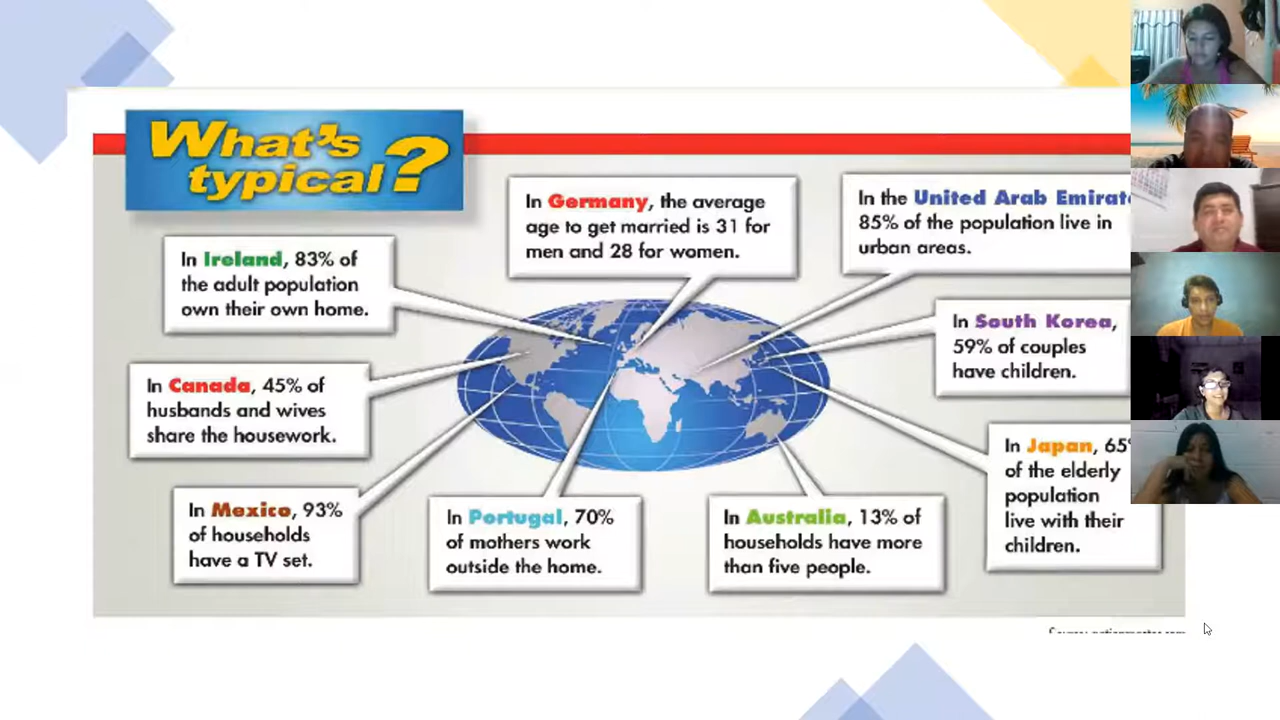 What's
typical?
In Germany, the average
age to get married is 31 for
men and 28 for women.
In the United Arab Emirat
85% of the population live in
urban areas.
In Ireland, 83% of
the adult population
own their own home.
In South Korea,
59% of couples
have children.
In Canada, 45% of
husbands and wives
share the housework.
In Japan, 65
of the elderly
population
live with their
children.
In Mexico, 93%
of households
have a TV set.
In Portugal, 70%
of mothers work
outside the home.
In Australia, 13% of
households have more
than five people.